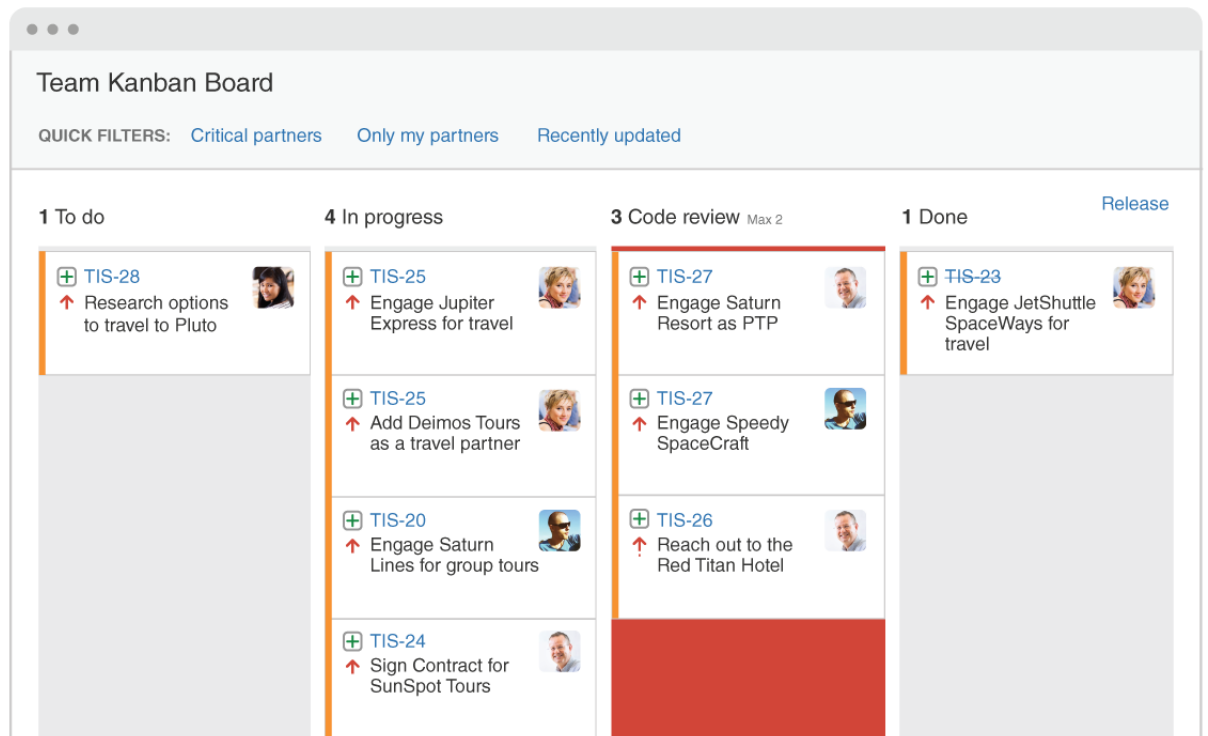 Team Kanban Board
QUICK FILTERS: Critical partners Only my partners Recently updated
Release
1 To do
TIS-28
Research options
to travel to Pluto
4 In progress
TIS-25
Engage Jupiter
Express for travel
TIS-25
Add Deimos Tours
as a travel partner
TIS-20
Engage Saturn
Lines for group tours
TIS-24
Sign Contract for
SunSpot Tours
3 Code review Max 2
TIS-27
Engage Saturn
Resort as PTP
TIS-27
Engage Speedy
SpaceCraft
TIS-26
Reach out to the
Red Titan Hotel
1 Done
TIS-23
Engage JetShuttle
SpaceWays for
travel